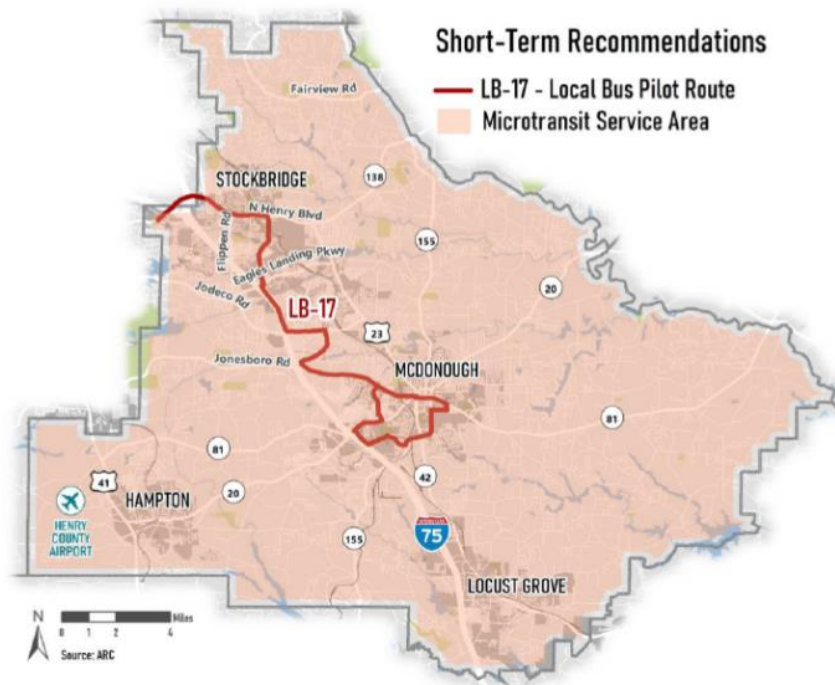 Short-Term Recommendations
LB-17 - Local Bus Pilot Route
Microtransit Service Area
Fairview Rd
STOCKBRIDGE
138
N Henry Blvd
Flippen Rd
155
Eagles Landing Pkwy
20
Jodeco Rd
LB-17
23
Jonesboro Rd
MCDONOUGH
81
81
42
41
20
HAMPTON
HENRY
COUNTY
AIRPORT
155
INTERSTATE
75
LOCUST GROVE
N
0 1 2 4 Miles
Source: ARC